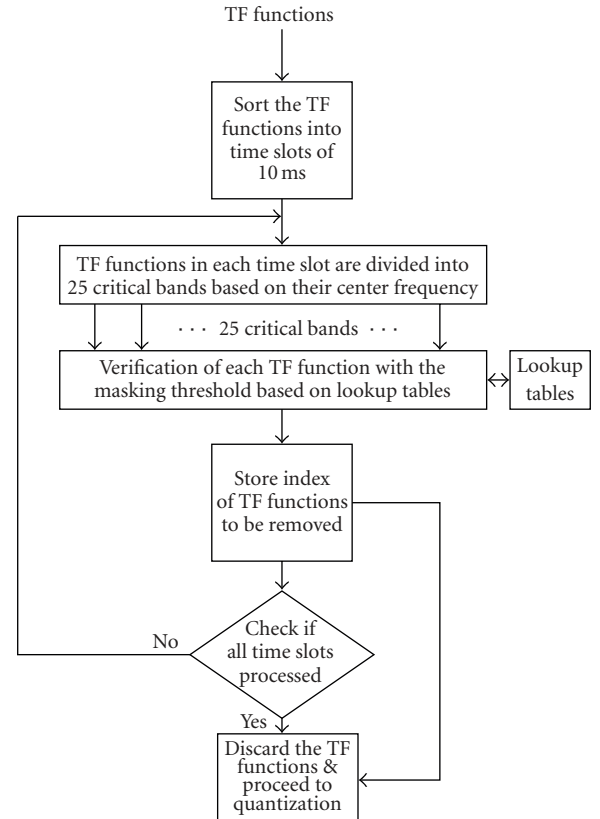 TF functions
Sort the TF
functions into
time slots of
10 ms
TF functions in each time slot are divided into
25 critical bands based on their center frequency
· · · 25 critical bands · · ·
Verification of each TF function with the
masking threshold based on lookup tables
Lookup
tables
Store index
of TF functions
to be removed
No
Check if
all time slots
processed
Yes
Discard the TF
functions &
proceed to
quantization